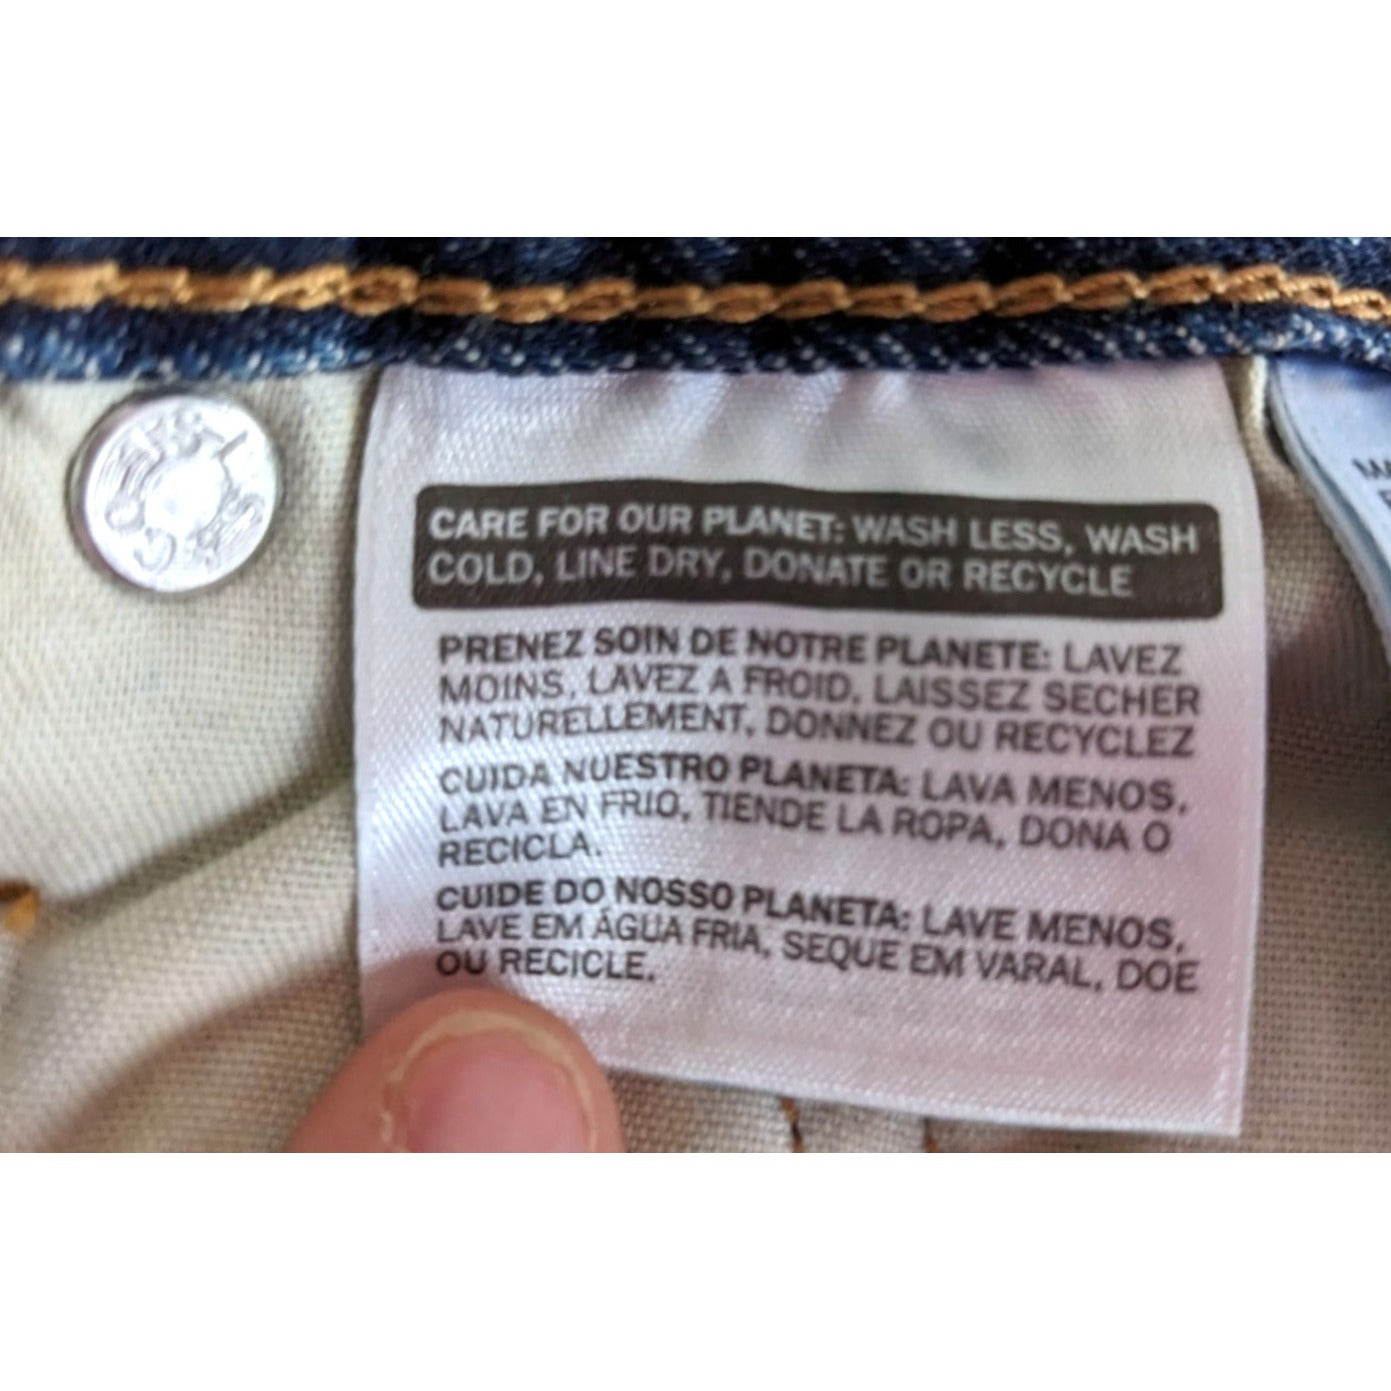 CARE FOR OUR PLANET: WASH LESS, WASH
COLD, LINE DRY, DONATE OR RECYCLE
PRENEZ SOIN DE NOTRE PLANETE: LAVEZ
MOINS, LAVEZ A FROID, LAISSEZ SECHER
NATURELLEMENT, DONNEZ OU RECYCLEZ
CUIDA NUESTRO PLANETA: LAVA MENOS,
LAVA EN FRIO, TIENDE LA ROPA, DONA O
RECICLA.
CUIDE DO NOSSO PLANETA: LAVE MENOS,
LAVE EM ÁGUA FRIA, SEQUE EM VARAL, DOE
OU RECICLE.